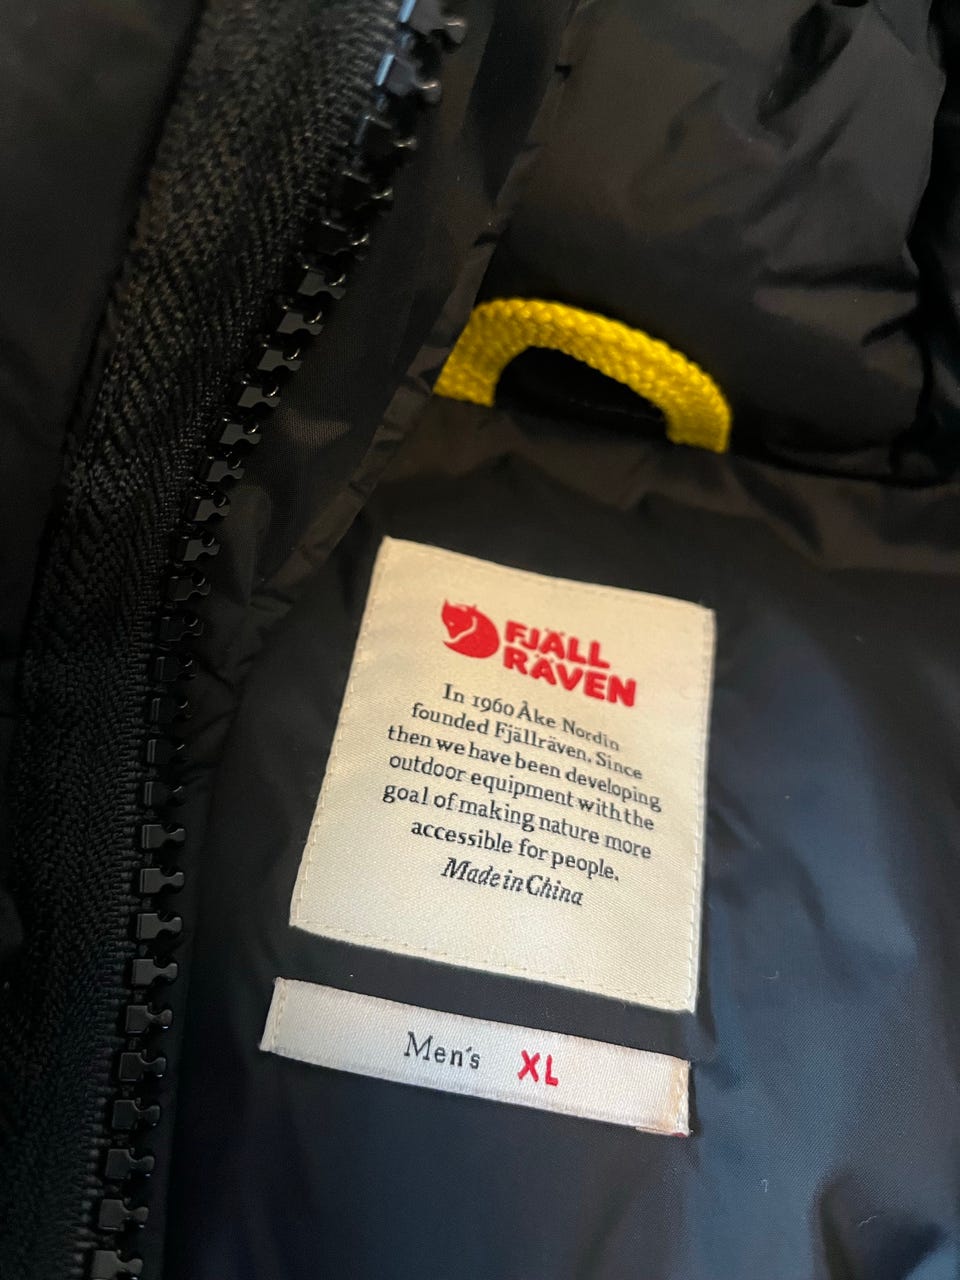 FJÄLL
RÄVEN
In 1960 Åke Nordin
founded Fjällräven. Since
then we have been developing
outdoor equipment with the
goal of making nature more
accessible for people.
Made in China
Men's XL